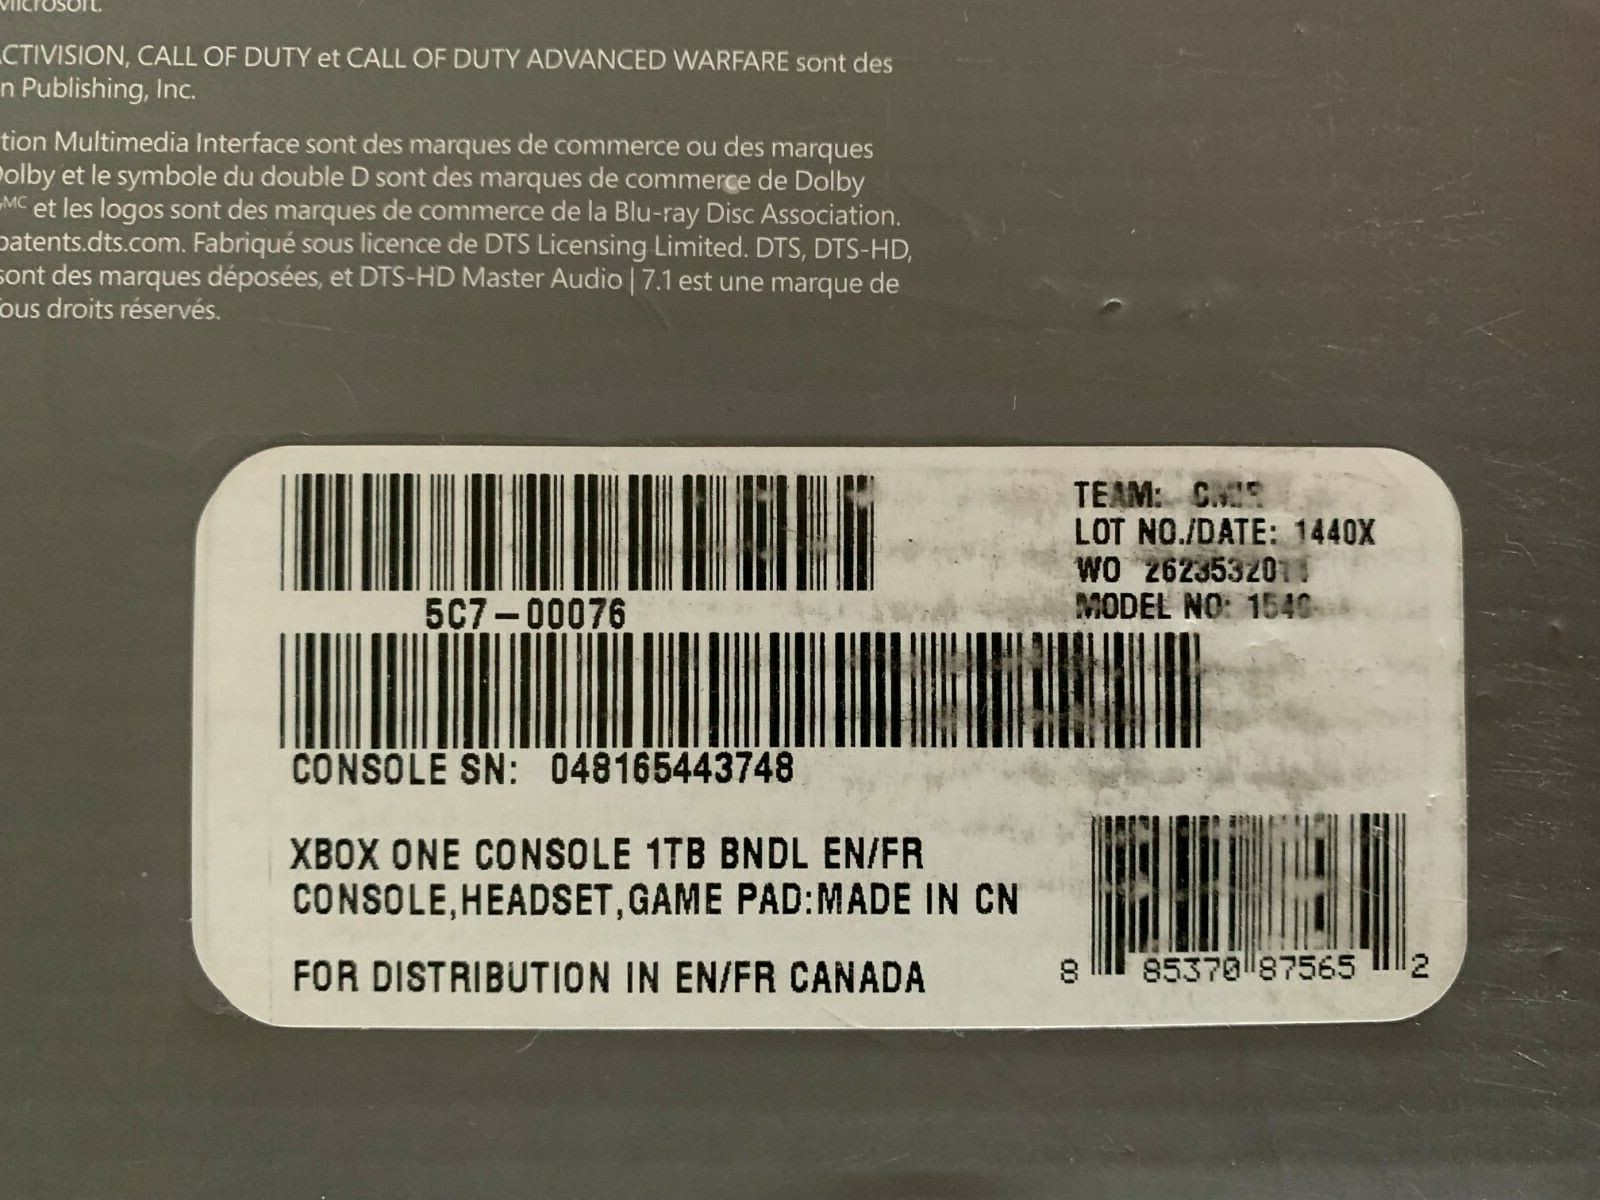 Microsoft.
CTIVISION, CALL OF DUTY et CALL OF DUTY ADVANCED WARFARE sont des
n Publishing, Inc.
tion Multimedia Interface sont des marques de commerce ou des marques
Dolby et le symbole du double D sont des marques de commerce de Dolby
MC et les logos sont des marques de commerce de la Blu-ray Disc Association.
patents.dts.com. Fabriqué sous licence de DTS Licensing Limited. DTS, DTS-HD,
sont des marques déposées, et DTS-HD Master Audio | 7.1 est une marque de
ous droits réservés.
5C7-00076
TEAM:
LOT NO./DATE: 1440X
WO
MODEL NO: 1540
CONSOLE SN: 048165443748
XBOX ONE CONSOLE 1TB BNDL EN/FR
CONSOLE,HEADSET,GAME PAD:MADE IN CN
FOR DISTRIBUTION IN EN/FR CANADA
8 85370 87565 2